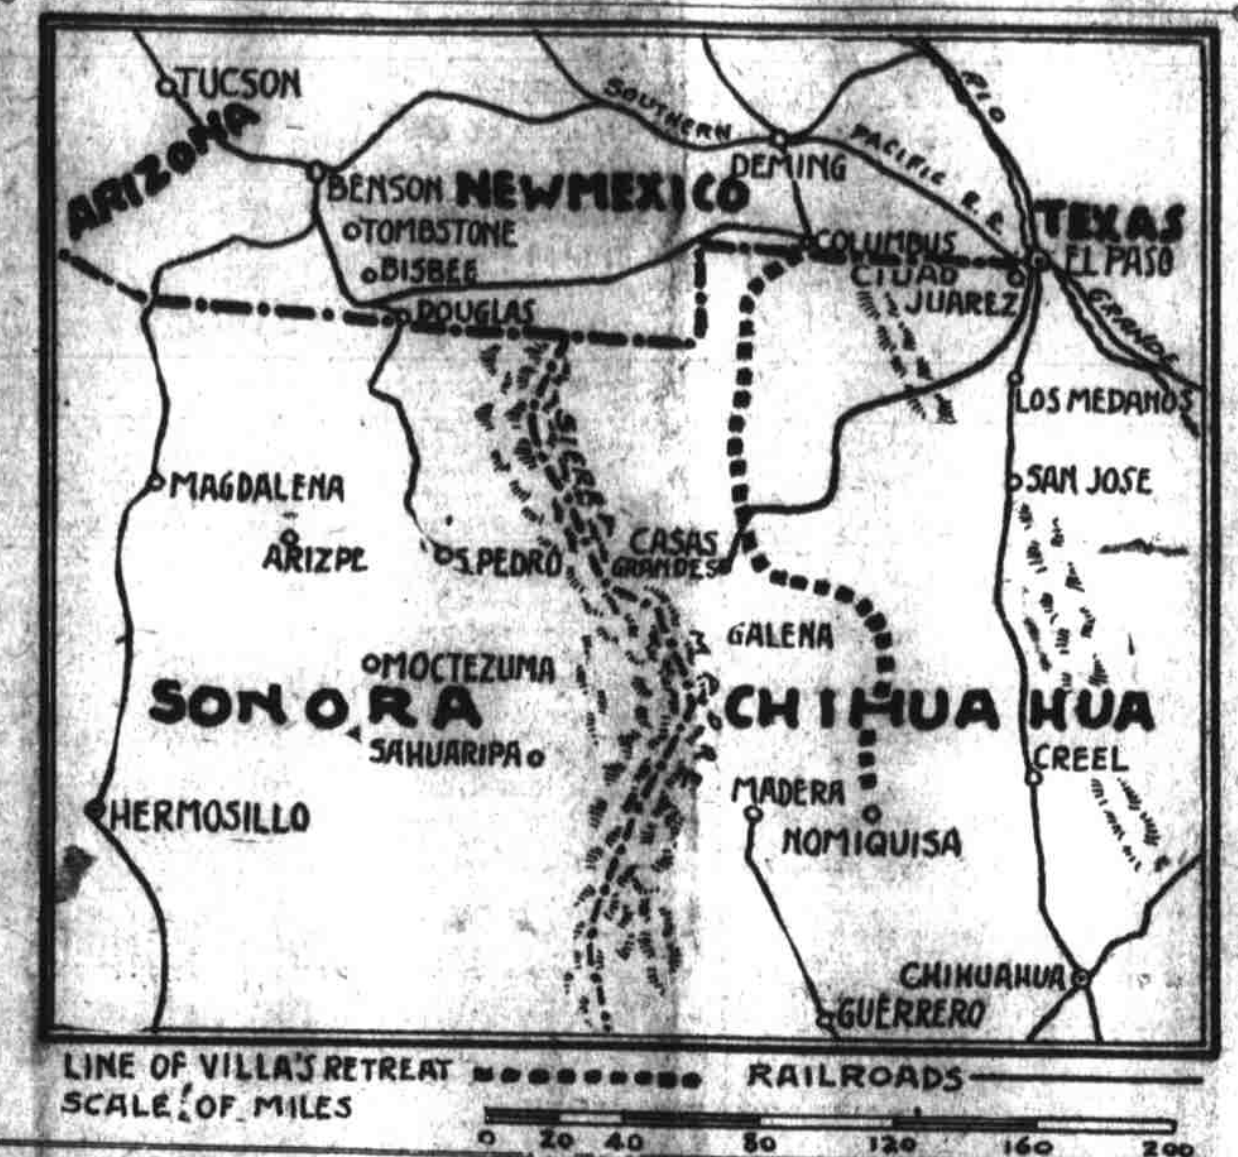 TUCSON
ARIZONA
SOUTHERN
PACIFIC R.R.
RIO
GRANDE
DEMING
BENSON
NEW MEXICO
TEXAS
TOMBSTONE
COLUMBUS
EL PASO
BISBEE
CIUAD
JUAREZ
DOUGLAS
LOS MEDANOS
SIERRA
MAGDALENA
SAN JOSE
ARIZPE
S. PEDRO
CASAS
GRANDES
GALENA
MOCTEZUMA
SONORA
CHIHUAHUA
SAHUARIPA
CREEL
MADERA
HERMOSILLO
NOMIQUISA
CHIHUAHUA
GUERRERO
LINE OF VILLA'S RETREAT
RAILROADS
SCALE OF MILES
0 20 40 80 120 160 200